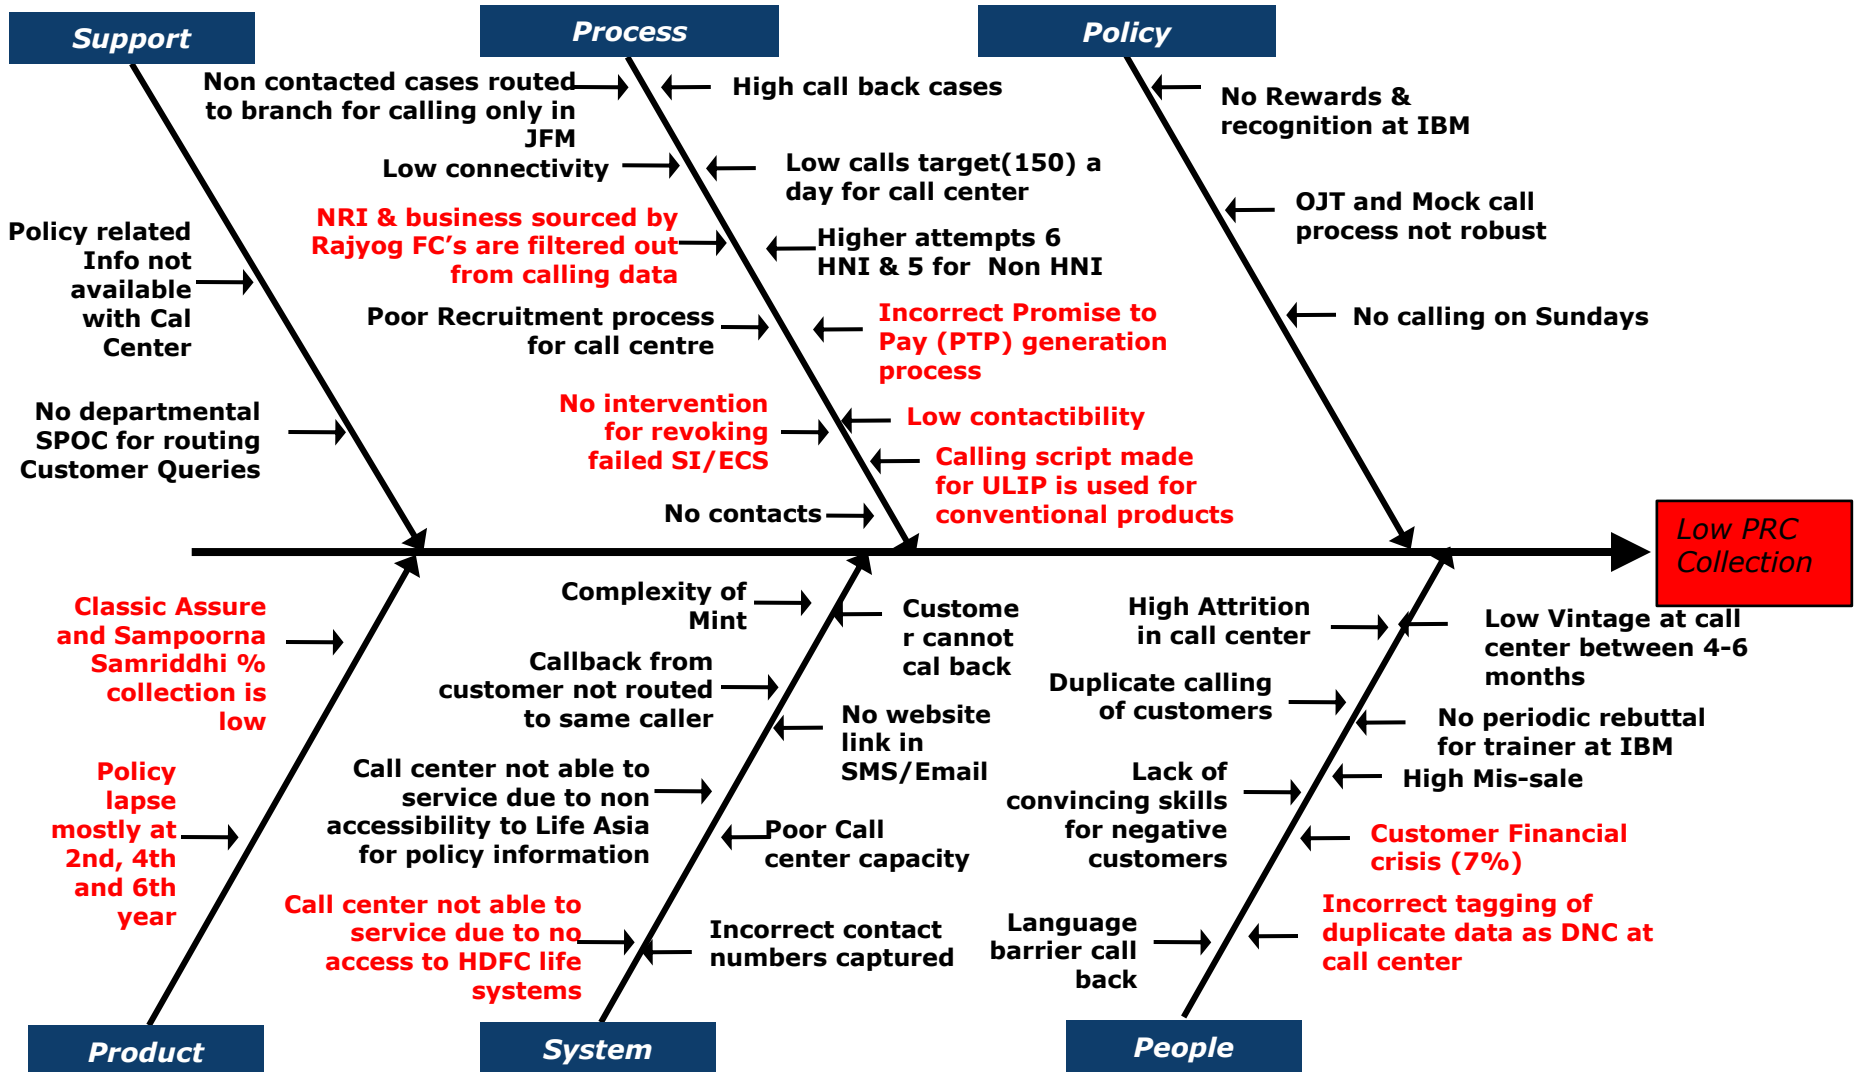 Support
Process
Policy
Non contacted cases routed
to branch for calling only in
JFM
High call back cases
No Rewards &
recognition at IBM
Low connectivity
Low calls target(150) a
day for call center
OJT and Mock call
process not robust
NRI & business sourced by
Rajyog FC’s are filtered out
from calling data
Higher attempts 6
HNI & 5 for Non HNI
Policy related
Info not
available
with Cal
Center
Poor Recruitment process
for call centre
Incorrect Promise to
Pay (PTP) generation
process
No calling on Sundays
No departmental
SPOC for routing
Customer Queries
No intervention
for revoking
failed SI/ECS
Low contactibility
Calling script made
for ULIP is used for
conventional products
No contacts
Low PRC
Collection
Classic Assure
and Sampoorna
Samriddhi %
collection is
low
Complexity of
Mint
Custome
r cannot
cal back
High Attrition
in call center
Low Vintage at call
center between 4-6
months
Callback from
customer not routed
to same caller
No website
link in
SMS/Email
Duplicate calling
of customers
No periodic rebuttal
for trainer at IBM
Policy
lapse
mostly at
2nd, 4th
and 6th
year
Call center not able to
service due to non
accessibility to Life Asia
for policy information
Poor Call
center capacity
Lack of
convincing skills
for negative
customers
High Mis-sale
Customer Financial
crisis (7%)
Call center not able to
service due to no
access to HDFC life
systems
Incorrect contact
numbers captured
Language
barrier call
back
Incorrect tagging of
duplicate data as DNC at
call center
Product
System
People